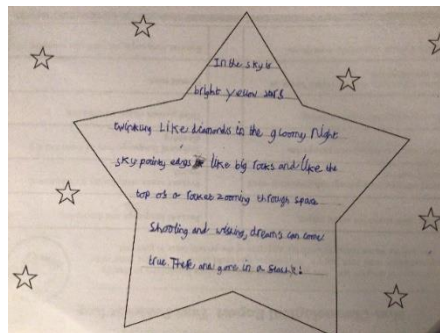 In the sky is
bright yellow stars
twinkling Like diamonds in the gloomy night
sky pointy edges like big rocks and like the
top of a rocket zooming through space
Shooting and wishing, dreams can come
true. There and gone in a